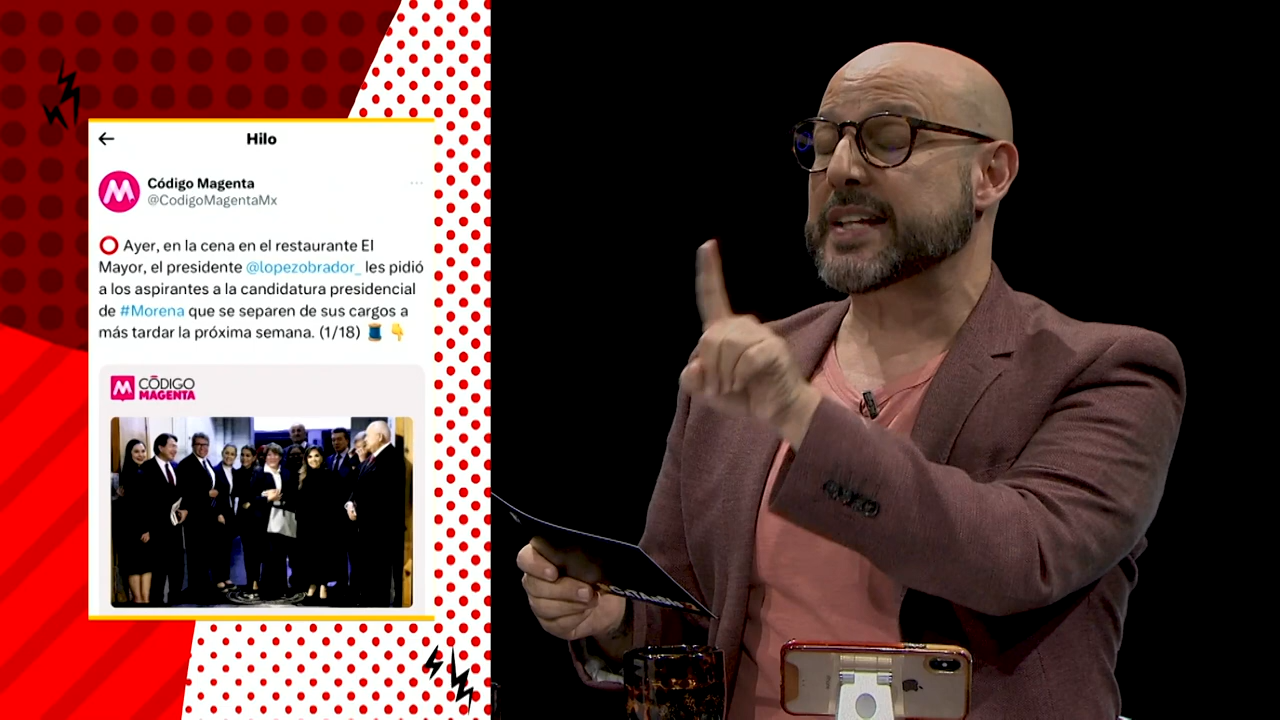 Hilo
Código Magenta
@CodigoMagentaMx
Ayer, en la cena en el restaurante El
Mayor, el presidente @lopezobrador_ les pidió
a los aspirantes a la candidatura presidencial
de #Morena que se separen de sus cargos a
más tardar la próxima semana. (1/18)
CÓDIGO
MAGENTA